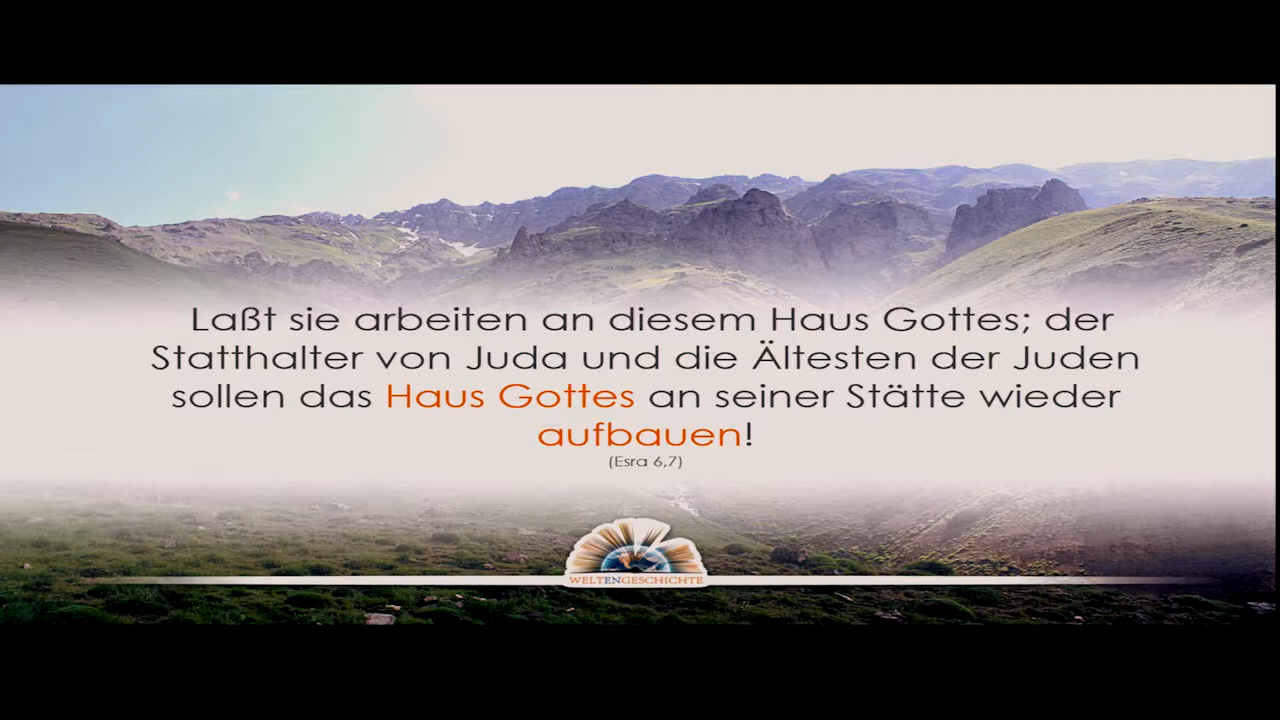 Laßt sie arbeiten an diesem Haus Gottes; der
Statthalter von Juda und die Ältesten der Juden
sollen das Haus Gottes an seiner Stätte wieder
aufbauen!
(Esra 6,7)
WELTENGESCHICHTE